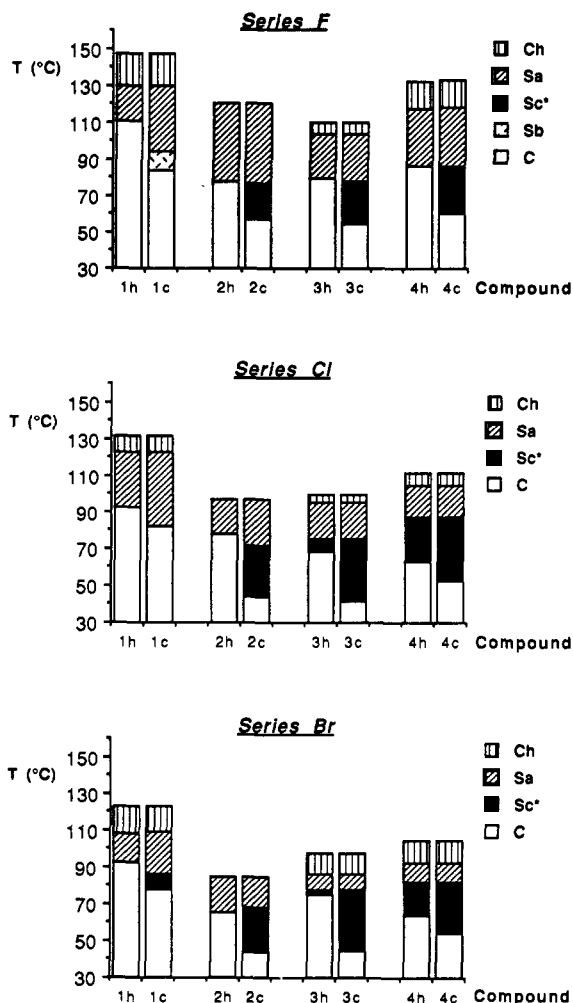 Series F
T (°C)
150
130
110
90
70
50
30
Ch
Sa
Sc*
Sb
C
1h 1c 2h 2c 3h 3c 4h 4c Compound
Series Cl
T (°C)
150
130
110
90
70
50
30
Ch
Sa
Sc*
C
1h 1c 2h 2c 3h 3c 4h 4c Compound
Series Br
T (°C)
150
130
110
90
70
50
30
Ch
Sa
Sc*
C
1h 1c 2h 2c 3h 3c 4h 4c Compound